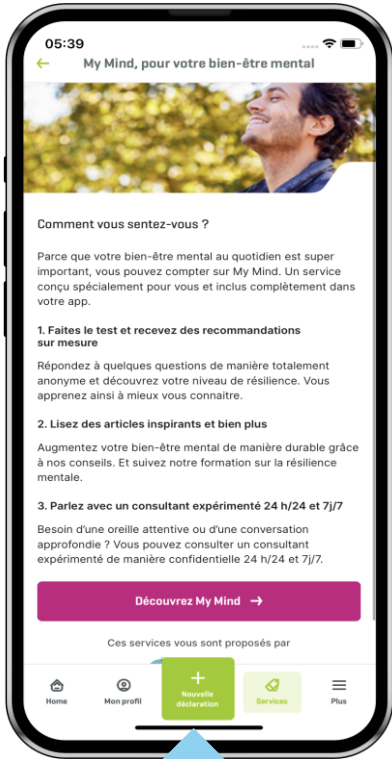 05:39
My Mind, pour votre bien-être mental
Comment vous sentez-vous ?
Parce que votre bien-être mental au quotidien est super
important, vous pouvez compter sur My Mind. Un service
conçu spécialement pour vous et inclus complètement dans
votre app.
1. Faites le test et recevez des recommandations
sur mesure
Répondez à quelques questions de manière totalement
anonyme et découvrez votre niveau de résilience. Vous
apprenez ainsi à mieux vous connaitre.
2. Lisez des articles inspirants et bien plus
Augmentez votre bien-être mental de manière durable grâce
à nos conseils. Et suivez notre formation sur la résilience
mentale.
3. Parlez avec un consultant expérimenté 24 h/24 et 7j/7
Besoin d'une oreille attentive ou d'une conversation
approfondie ? Vous pouvez consulter un consultant
expérimenté de manière confidentielle 24 h/24 et 7j/7.
Découvrez My Mind →
Ces services vous sont proposés par
Home
Mon profil
Nouvelle
déclaration
Services
Plus